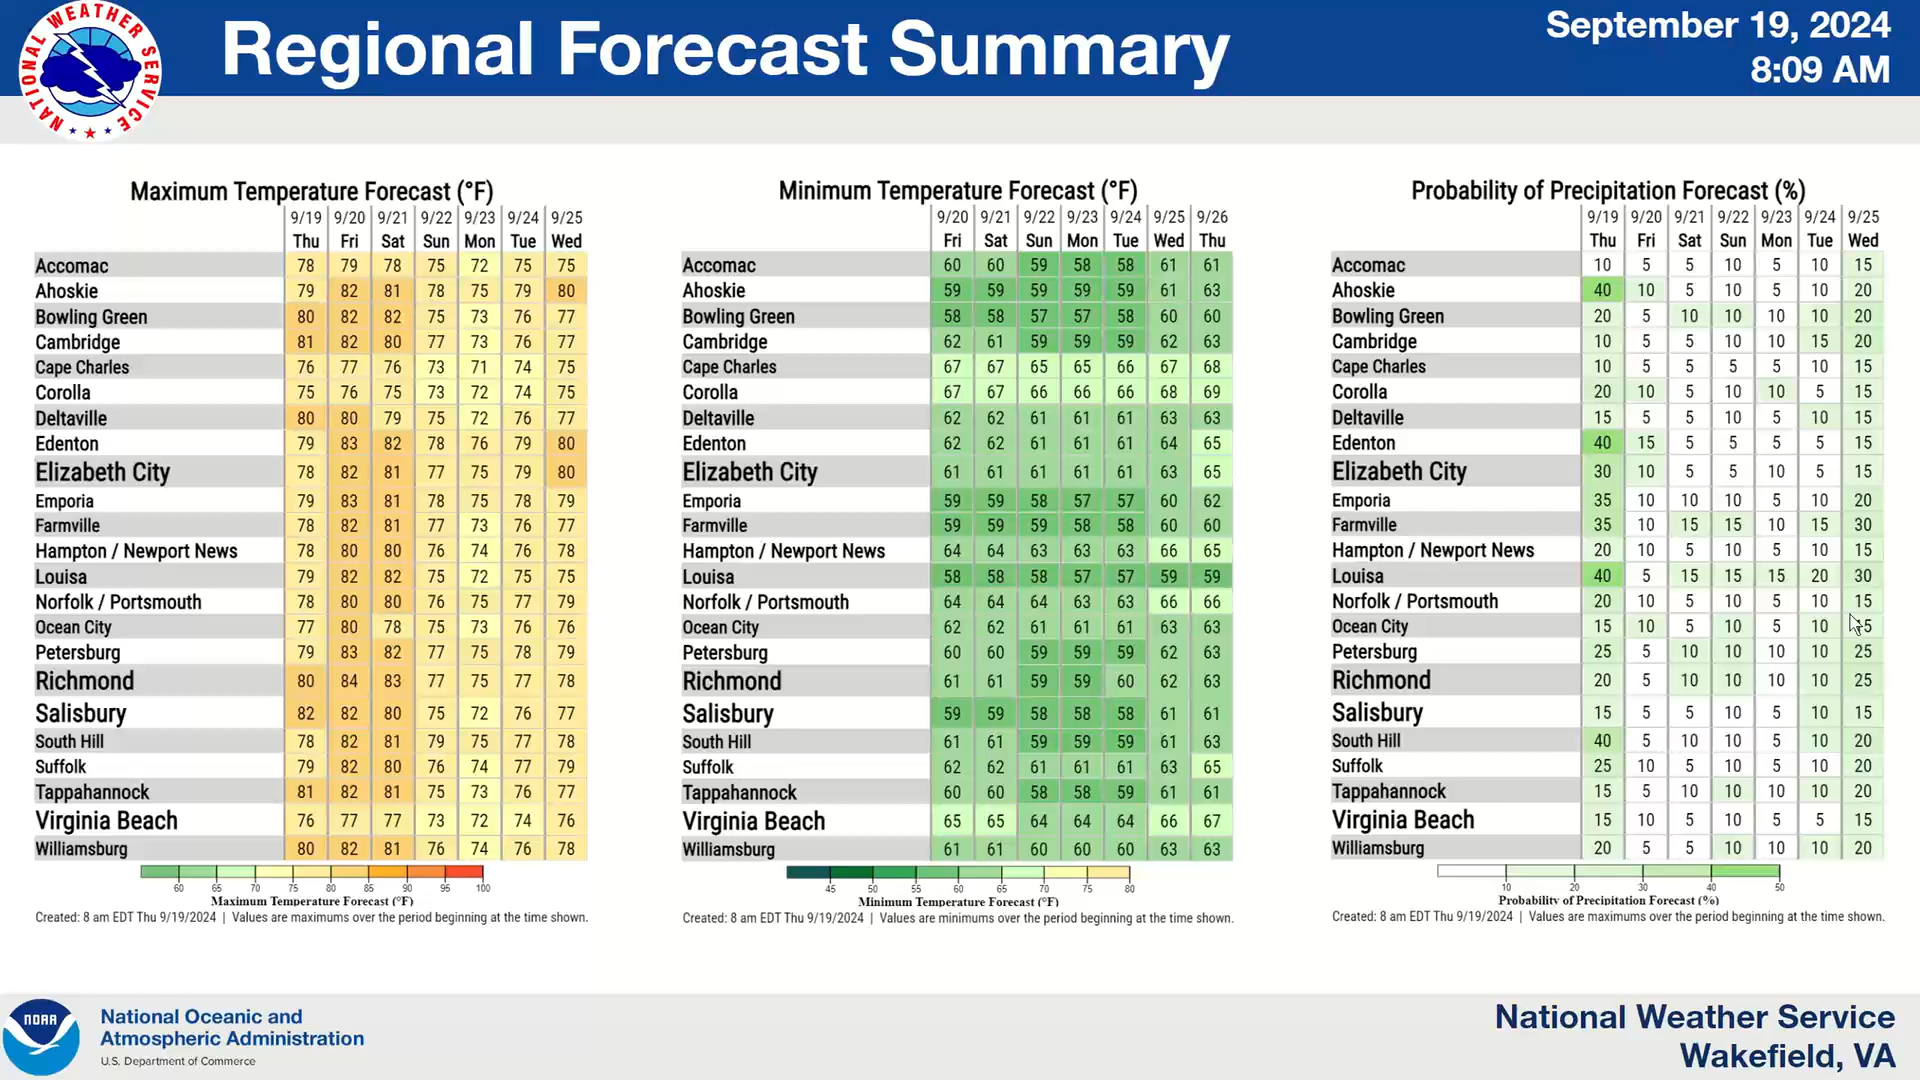 NATIONAL WEATHER SERVICE
Regional Forecast Summary
September 19, 2024
8:09 AM
Maximum Temperature Forecast (°F)
9/19 9/20 9/21 9/22 9/23 9/24 9/25
Thu Fri Sat Sun Mon Tue Wed
Accomac 78 79 78 75 72 75 75
Ahoskie 79 82 81 78 75 79 80
Bowling Green 80 82 82 75 73 76 77
Cambridge 81 82 80 77 73 76 77
Cape Charles 76 77 76 73 71 74 75
Corolla 75 76 75 73 72 74 75
Deltaville 80 80 79 75 72 76 77
Edenton 79 83 82 78 76 79 80
Elizabeth City 78 82 81 77 75 79 80
Emporia 79 83 81 78 75 78 79
Farmville 78 82 81 77 73 76 77
Hampton / Newport News 78 80 80 76 74 76 78
Louisa 79 82 82 75 72 75 75
Norfolk / Portsmouth 78 80 80 76 75 77 79
Ocean City 77 80 78 75 73 76 76
Petersburg 79 83 82 77 75 78 79
Richmond 80 84 83 77 75 77 78
Salisbury 82 82 80 75 72 76 77
South Hill 78 82 81 79 75 77 78
Suffolk 79 82 80 76 74 77 79
Tappahannock 81 82 81 75 73 76 77
Virginia Beach 76 77 77 73 72 74 76
Williamsburg 80 82 81 76 74 76 78
60 65 70 75 80 85 90 95 100
Maximum Temperature Forecast (°F)
Created: 8 am EDT Thu 9/19/2024 | Values are maximums over the period beginning at the time shown.
Minimum Temperature Forecast (°F)
9/20 9/21 9/22 9/23 9/24 9/25 9/26
Fri Sat Sun Mon Tue Wed Thu
Accomac 60 60 59 58 58 61 61
Ahoskie 59 59 59 59 59 61 63
Bowling Green 58 58 57 57 58 60 60
Cambridge 62 61 59 59 59 62 63
Cape Charles 67 67 65 65 66 67 68
Corolla 67 67 66 66 66 68 69
Deltaville 62 62 61 61 61 63 63
Edenton 62 62 61 61 61 64 65
Elizabeth City 61 61 61 61 61 63 65
Emporia 59 59 58 57 57 60 62
Farmville 59 59 59 58 58 60 60
Hampton / Newport News 64 64 63 63 63 66 65
Louisa 58 58 58 57 57 59 59
Norfolk / Portsmouth 64 64 64 63 63 66 66
Ocean City 62 62 61 61 61 63 63
Petersburg 60 60 59 59 59 62 63
Richmond 61 61 59 59 60 62 63
Salisbury 59 59 58 58 58 61 61
South Hill 61 61 59 59 59 61 63
Suffolk 62 62 61 61 61 63 65
Tappahannock 60 60 58 58 59 61 61
Virginia Beach 65 65 64 64 64 66 67
Williamsburg 61 61 60 60 60 63 63
45 50 55 60 65 70 75 80
Minimum Temperature Forecast (°F)
Created: 8 am EDT Thu 9/19/2024 | Values are minimums over the period beginning at the time shown.
Probability of Precipitation Forecast (%)
9/19 9/20 9/21 9/22 9/23 9/24 9/25
Thu Fri Sat Sun Mon Tue Wed
Accomac 10 5 5 10 5 10 15
Ahoskie 40 10 5 10 5 10 20
Bowling Green 20 5 10 10 10 10 20
Cambridge 10 5 5 10 10 15 20
Cape Charles 10 5 5 5 5 10 15
Corolla 20 10 5 10 10 5 15
Deltaville 15 5 5 10 5 10 15
Edenton 40 15 5 5 5 5 15
Elizabeth City 30 10 5 5 10 5 15
Emporia 35 10 10 10 5 10 20
Farmville 35 10 15 15 10 15 30
Hampton / Newport News 20 10 5 10 5 10 15
Louisa 40 5 15 15 15 20 30
Norfolk / Portsmouth 20 10 5 10 5 10 15
Ocean City 15 10 5 10 5 10
Petersburg 25 5 10 10 10 10 25
Richmond 20 5 10 10 10 10 25
Salisbury 15 5 5 10 5 10 15
South Hill 40 5 10 10 5 10 20
Suffolk 25 10 5 10 5 10 20
Tappahannock 15 5 10 10 10 10 20
Virginia Beach 15 10 5 10 5 5 15
Williamsburg 20 5 5 10 10 10 20
10 20 30 40 50
Probability of Precipitation Forecast (%)
Created: 8 am EDT Thu 9/19/2024 | Values are maximums over the period beginning at the time shown.
NOAA
National Oceanic and
Atmospheric Administration
U.S. Department of Commerce
National Weather Service
Wakefield, VA